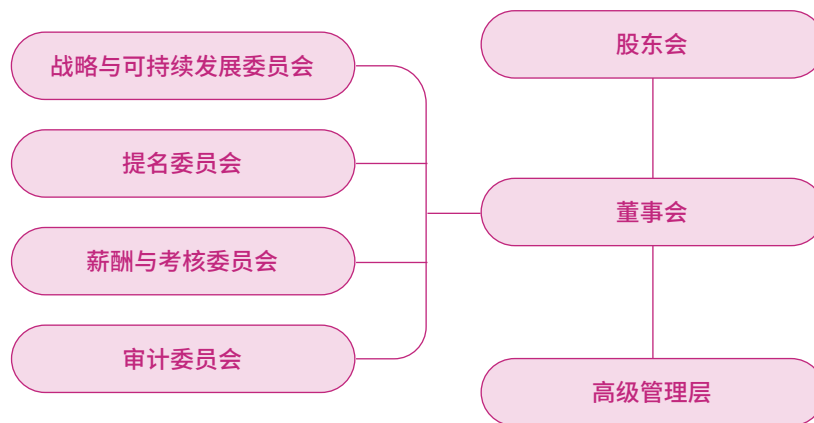 战略与可持续发展委员会
提名委员会
薪酬与考核委员会
审计委员会
股东会
董事会
高级管理层